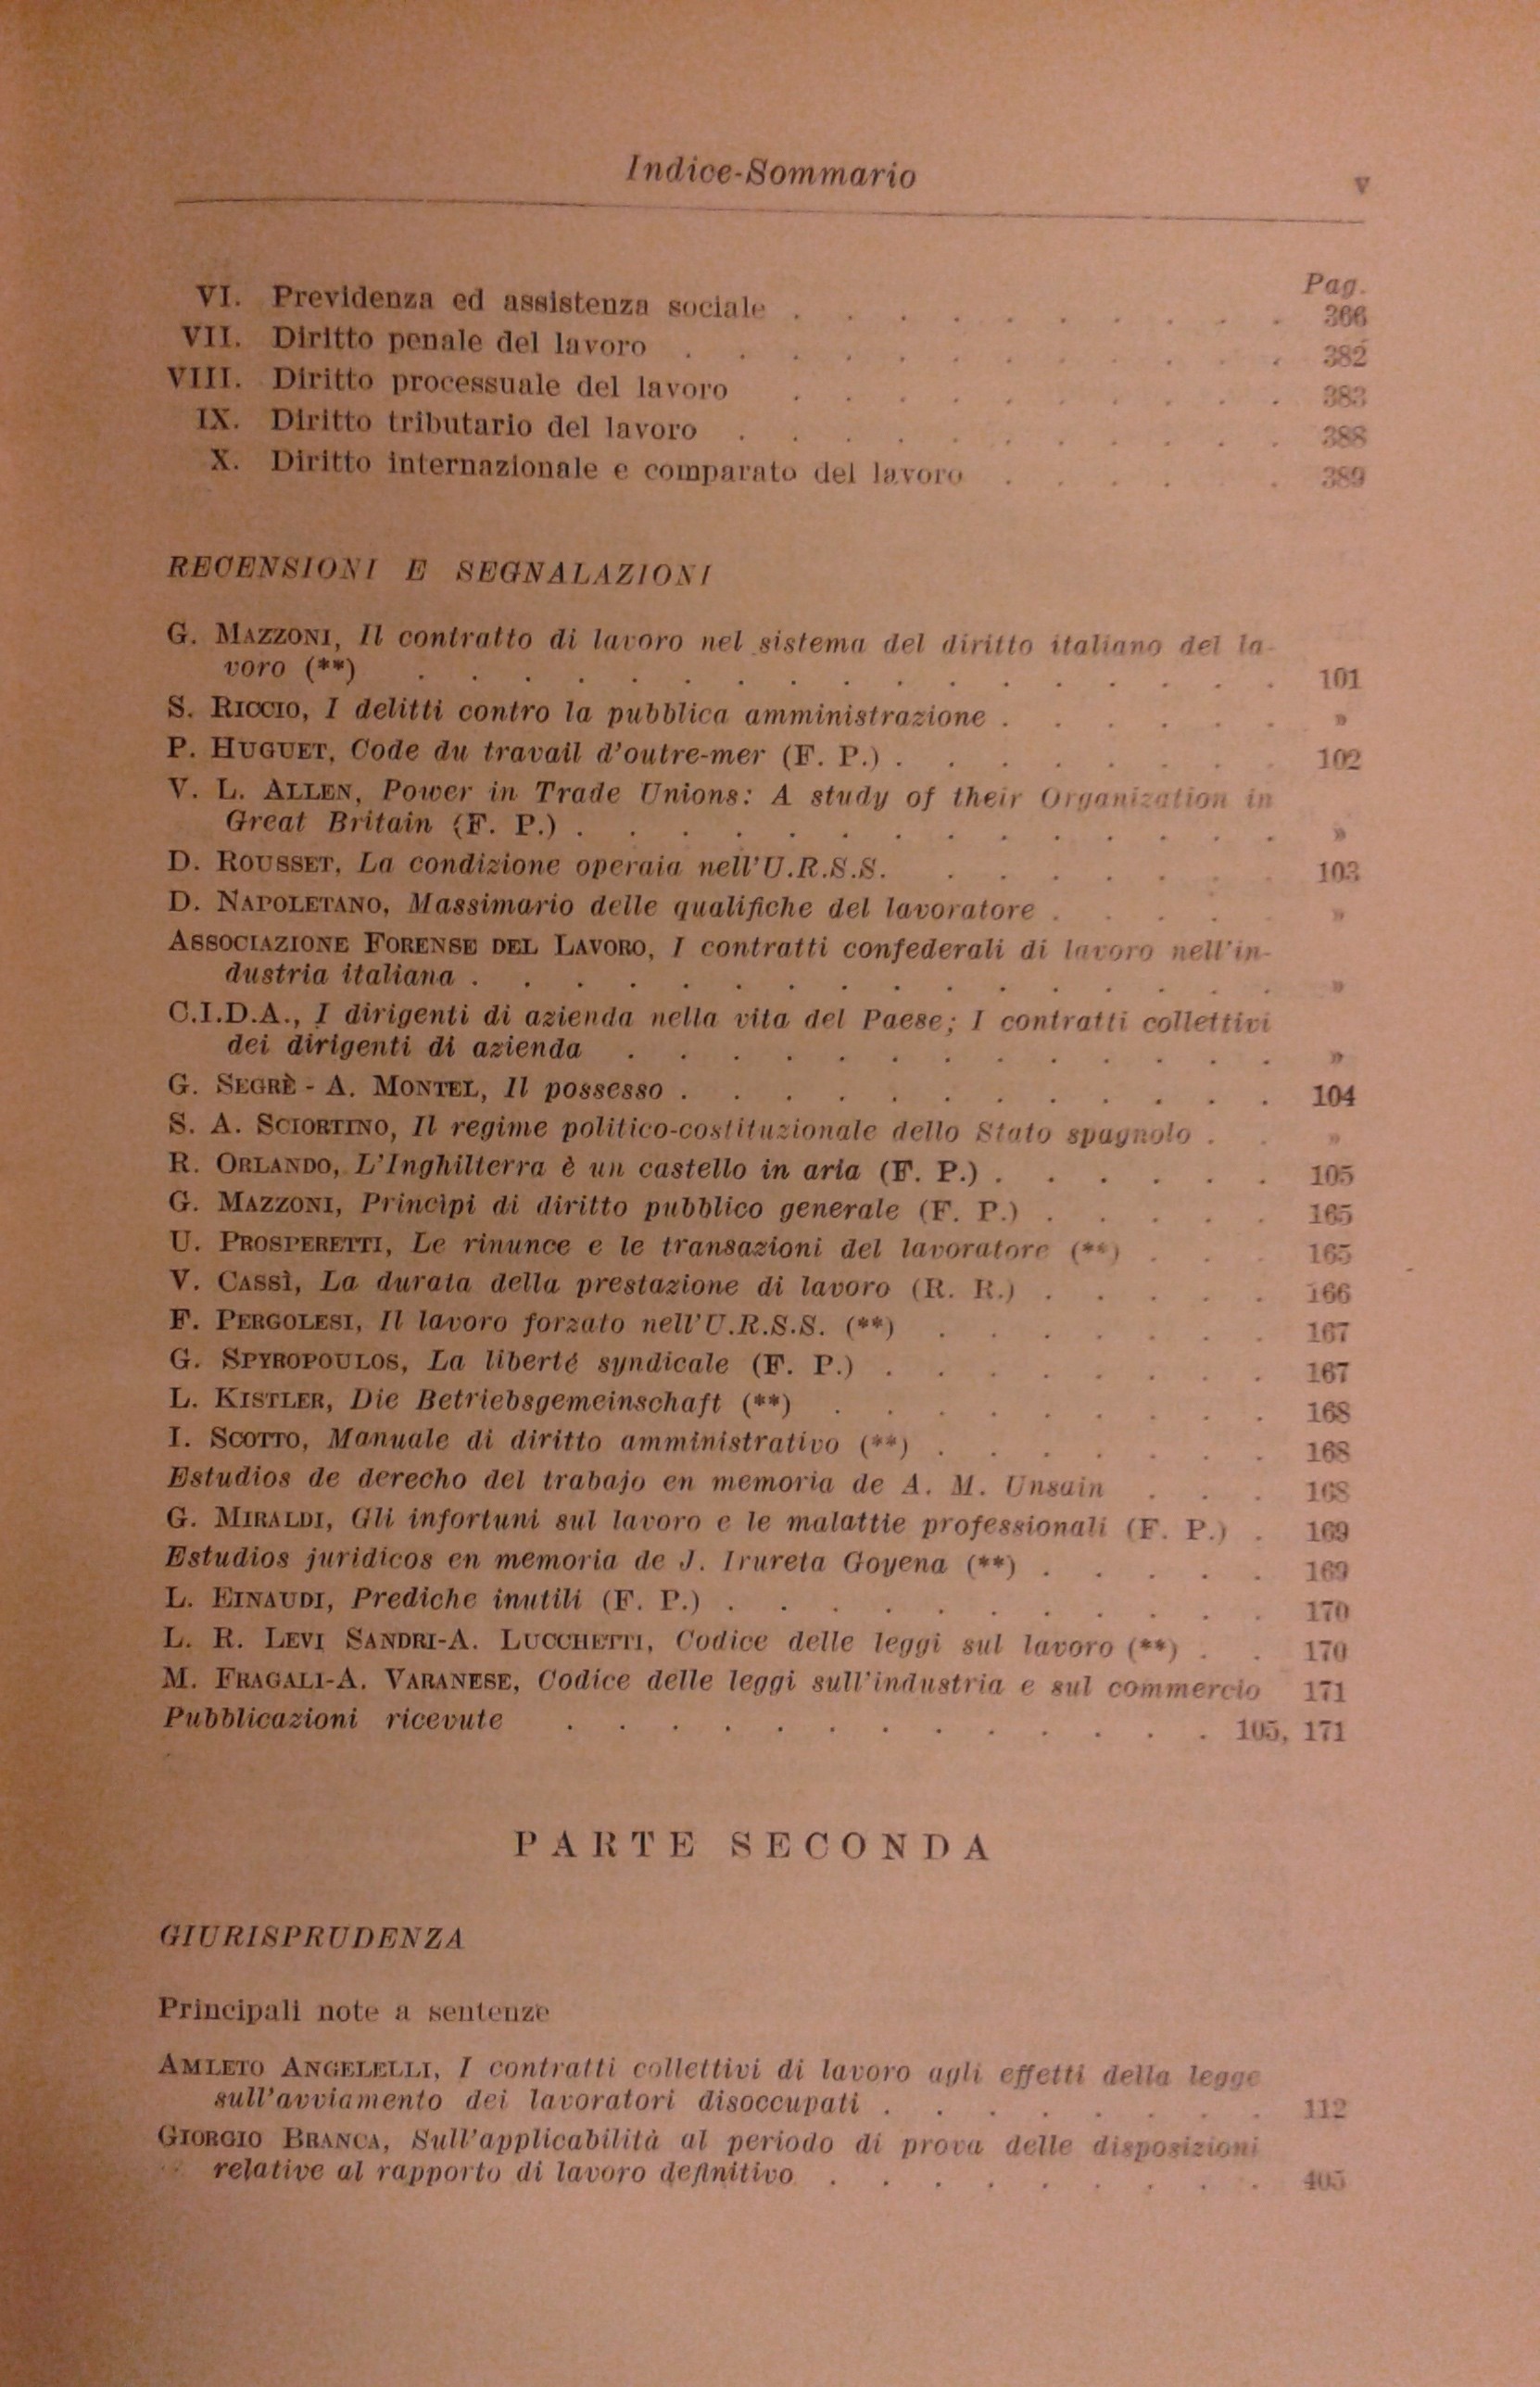 Indice-Sommario v
Pag.
VI. Previdenza ed assistenza sociale . . . . . . . . . . 366
VII. Diritto penale del lavoro . . . . . . . . . . . . 382
VIII. Diritto processuale del lavoro . . . . . . . . . . 383
IX. Diritto tributario del lavoro . . . . . . . . . . . 388
X. Diritto internazionale e comparato del lavoro . . . . . . 389
RECENSIONI E SEGNALAZIONI
G. MAZZONI, Il contratto di lavoro nel sistema del diritto italiano del la-
voro (**) . . . . . . . . . . . . . . . . . 101
S. RICCIO, I delitti contro la pubblica amministrazione . . . . . . »
P. HUGUET, Code du travail d'outre-mer (F. P.) . . . . . . . . 102
V. L. ALLEN, Power in Trade Unions: A study of their Organization in
Great Britain (F. P.) . . . . . . . . . . . . . . »
D. ROUSSET, La condizione operaia nell'U.R.S.S. . . . . . . . 103
D. NAPOLETANO, Massimario delle qualifiche del lavoratore . . . . . »
ASSOCIAZIONE FORENSE DEL LAVORO, I contratti confederali di lavoro nell'in-
dustria italiana . . . . . . . . . . . . . . . . »
C.I.D.A., I dirigenti di azienda nella vita del Paese; I contratti collettivi
dei dirigenti di azienda . . . . . . . . . . . . . »
G. SEGRÈ - A. MONTEL, Il possesso . . . . . . . . . . . . 104
S. A. SCIORTINO, Il regime politico-costituzionale dello Stato spagnolo . . »
R. ORLANDO, L'Inghilterra è un castello in aria (F. P.) . . . . . . 105
G. MAZZONI, Princìpi di diritto pubblico generale (F. P.) . . . . . 165
U. PROSPERETTI, Le rinunce e le transazioni del lavoratore (**) . . . 165
V. CASSÌ, La durata della prestazione di lavoro (R. R.) . . . . . 166
F. PERGOLESI, Il lavoro forzato nell'U.R.S.S. (**) . . . . . . . 167
G. SPYROPOULOS, La liberté syndicale (F. P.) . . . . . . . . 167
L. KISTLER, Die Betriebsgemeinschaft (**) . . . . . . . . . 168
I. SCOTTO, Manuale di diritto amministrativo (**) . . . . . . . 168
Estudios de derecho del trabajo en memoria de A. M. Unsain . . . 168
G. MIRALDI, Gli infortuni sul lavoro e le malattie professionali (F. P.) . 169
Estudios juridicos en memoria de J. Irureta Goyena (**) . . . . . 169
L. EINAUDI, Prediche inutili (F. P.) . . . . . . . . . . . 170
L. R. LEVI SANDRI-A. LUCCHETTI, Codice delle leggi sul lavoro (**) . . 170
M. FRAGALI-A. VARANESE, Codice delle leggi sull'industria e sul commercio 171
Pubblicazioni ricevute . . . . . . . . . . . . . 105, 171
PARTE SECONDA
GIURISPRUDENZA
Principali note a sentenze
AMLETO ANGELELLI, I contratti collettivi di lavoro agli effetti della legge
sull'avviamento dei lavoratori disoccupati . . . . . . . . 112
GIORGIO BRANCA, Sull'applicabilità al periodo di prova delle disposizioni
relative al rapporto di lavoro definitivo . . . . . . . . . 405